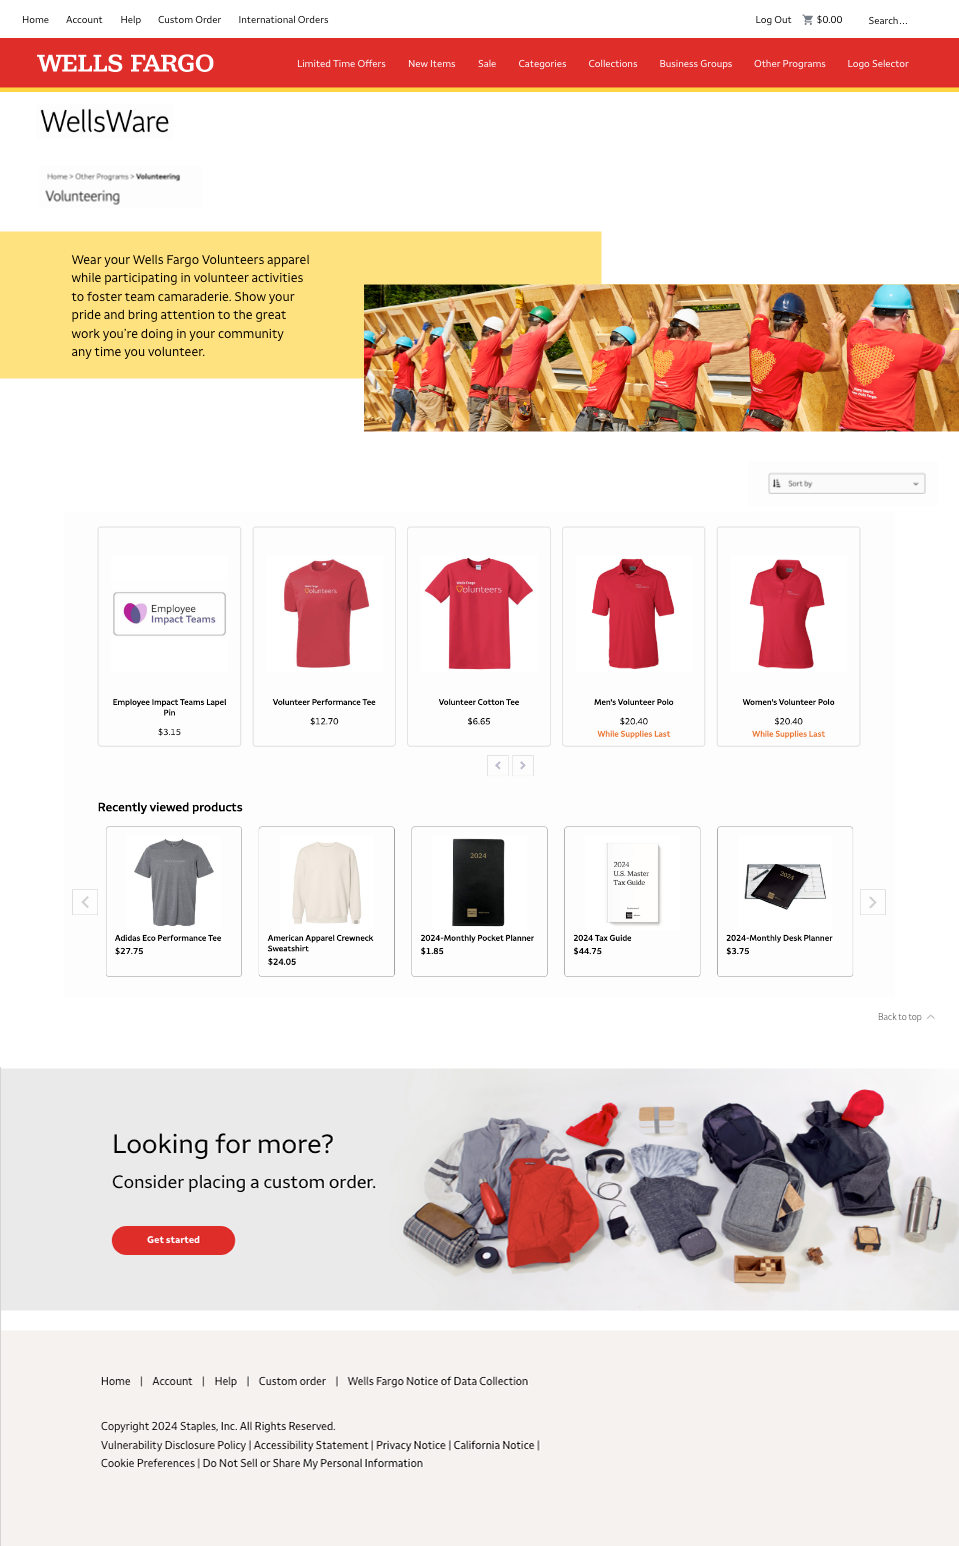 Home Account Help Custom Order International Orders Log Out $0.00 Search...
WELLS FARGO Limited Time Offers New Items Sale Categories Collections Business Groups Other Programs Logo Selector
WellsWare
Home > Other Programs > Volunteering
Volunteering
Wear your Wells Fargo Volunteers apparel
while participating in volunteer activities
to foster team camaraderie. Show your
pride and bring attention to the great
work you're doing in your community
any time you volunteer.
Sort by
Employee
Impact Teams
Wells Fargo
Volunteers
Wells Fargo
Volunteers
Employee Impact Teams Lapel
Pin
$3.15
Volunteer Performance Tee
$12.70
Volunteer Cotton Tee
$6.65
Men's Volunteer Polo
$20.40
While Supplies Last
Women's Volunteer Polo
$20.40
While Supplies Last
Recently viewed products
2024
2024
U.S. Master
Tax Guide
2024
Adidas Eco Performance Tee
$27.75
American Apparel Crewneck
Sweatshirt
$24.05
2024-Monthly Pocket Planner
$1.85
2024 Tax Guide
$44.75
2024-Monthly Desk Planner
$3.75
Back to top
Looking for more?
Consider placing a custom order.
Get started
Home | Account | Help | Custom order | Wells Fargo Notice of Data Collection
Copyright 2024 Staples, Inc. All Rights Reserved.
Vulnerability Disclosure Policy | Accessibility Statement | Privacy Notice | California Notice |
Cookie Preferences | Do Not Sell or Share My Personal Information